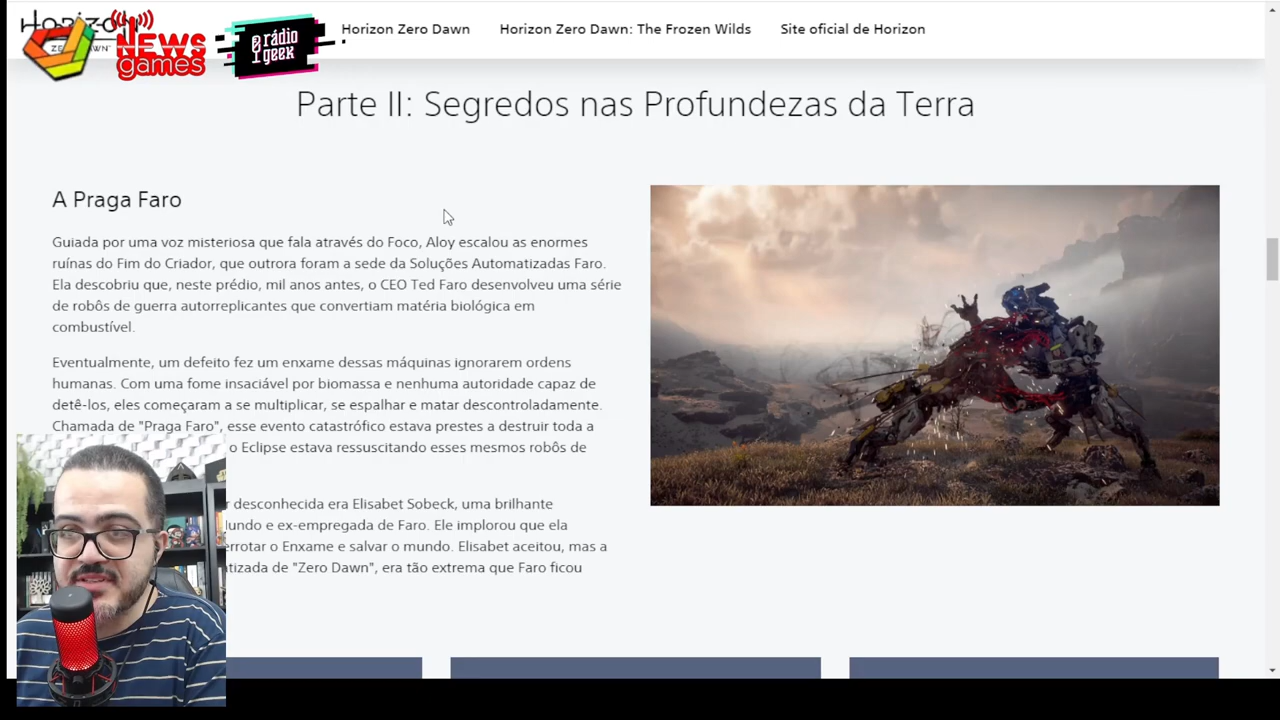 Horizon
ZERO DAWN
NEWS
games
rádio
geek
Horizon Zero Dawn
Horizon Zero Dawn: The Frozen Wilds
Site oficial de Horizon
Parte II: Segredos nas Profundezas da Terra
A Praga Faro
Guiada por uma voz misteriosa que fala através do Foco, Aloy escalou as enormes
ruínas do Fim do Criador, que outrora foram a sede da Soluções Automatizadas Faro.
Ela descobriu que, neste prédio, mil anos antes, o CEO Ted Faro desenvolveu uma série
de robôs de guerra autorreplicantes que convertiam matéria biológica em
combustível.
Eventualmente, um defeito fez um enxame dessas máquinas ignorarem ordens
humanas. Com uma fome insaciável por biomassa e nenhuma autoridade capaz de
detê-los, eles começaram a se multiplicar, se espalhar e matar descontroladamente.
Chamada de "Praga Faro", esse evento catastrófico estava prestes a destruir toda a
o Eclipse estava ressuscitando esses mesmos robôs de
desconhecida era Elisabet Sobeck, uma brilhante
e ex-empregada de Faro. Ele implorou que ela
e salvar o mundo. Elisabet aceitou, mas a
de "Zero Dawn", era tão extrema que Faro ficou